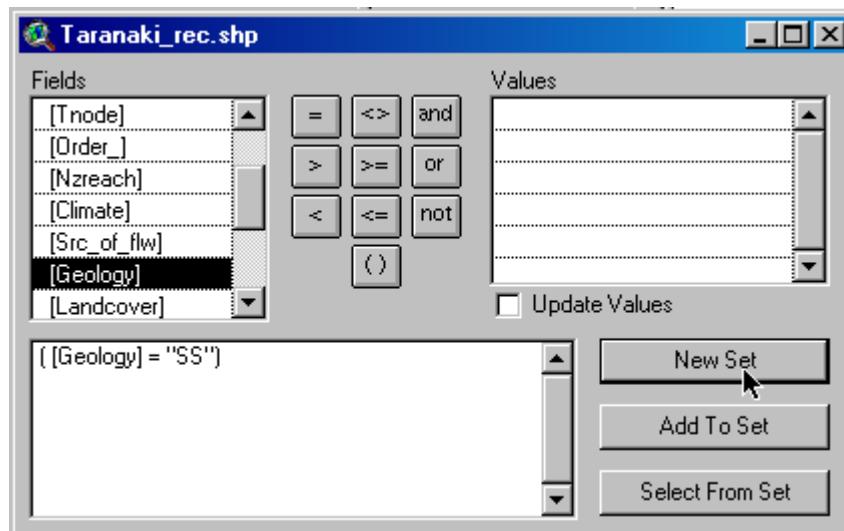 Taranaki_rec.shp
Fields
Values
[Tnode]
[Order_]
[Nzreach]
[Climate]
[Src_of_flw]
[Geology]
[Landcover]
= <> and
> >= or
< <= not
( )
Update Values
( [Geology] = "SS")
New Set
Add To Set
Select From Set